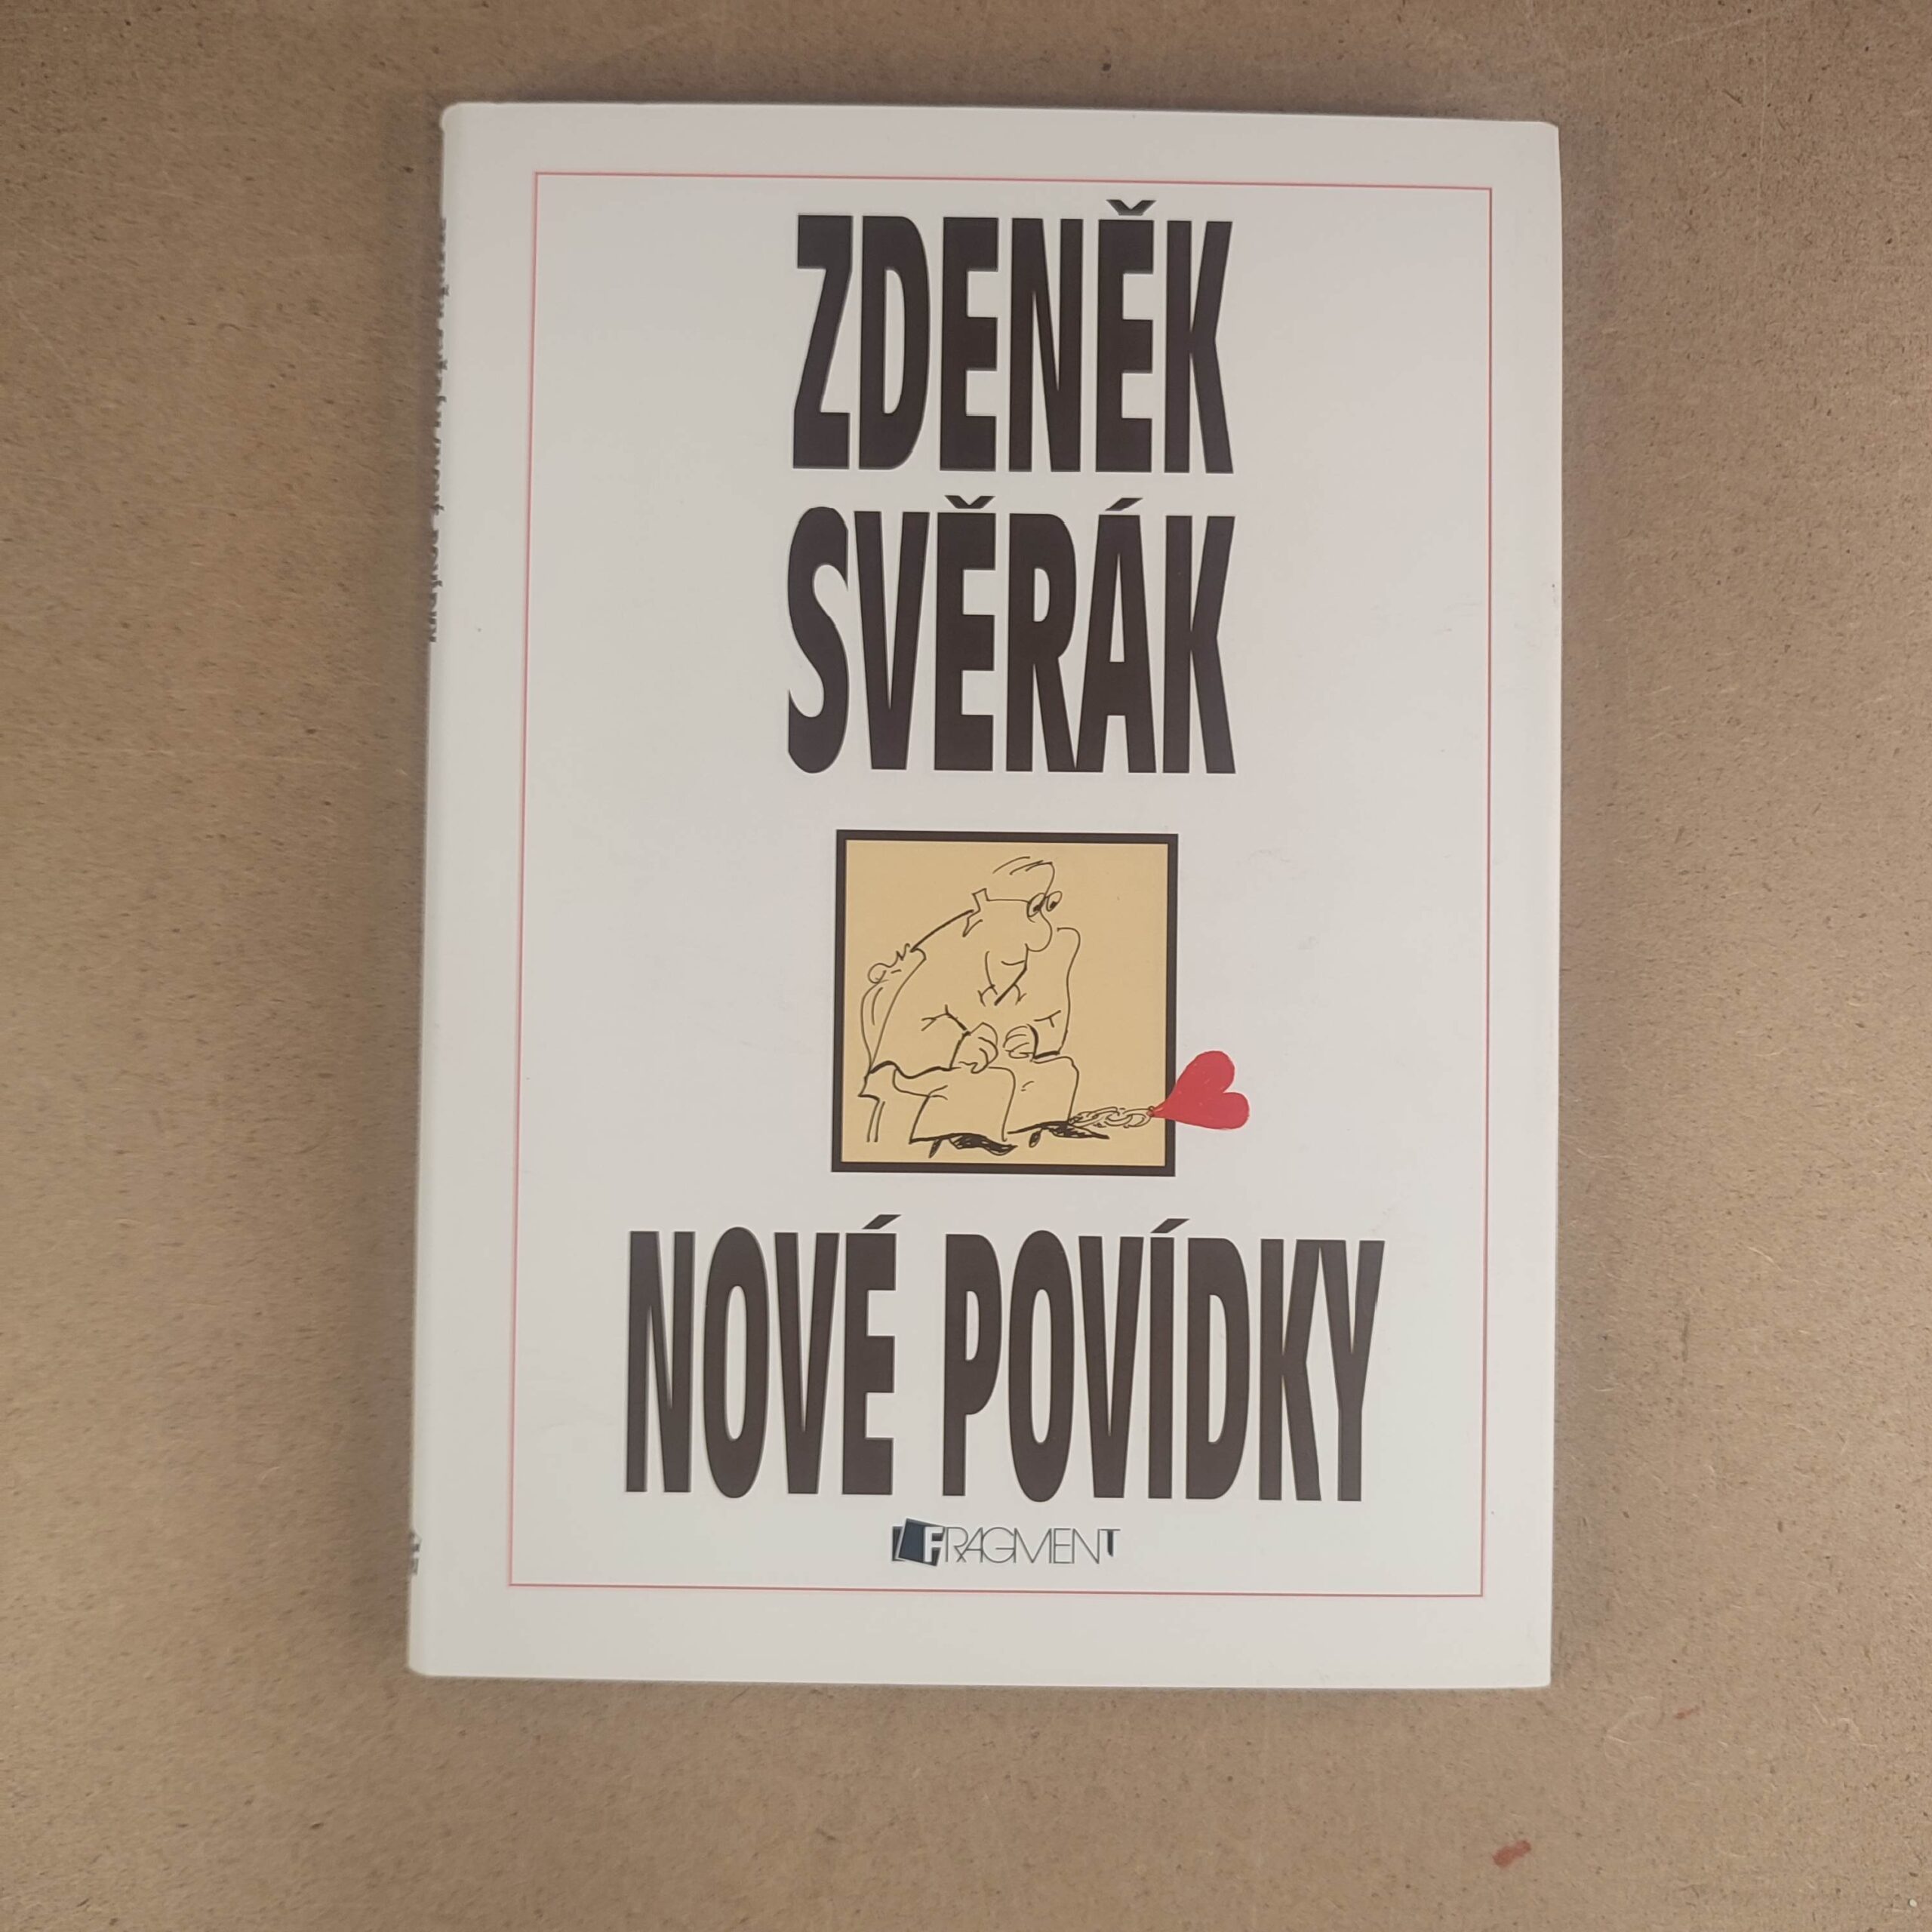 ZDENĚK
SVĚRÁK
NOVÉ POVÍDKY
FRAGMENT